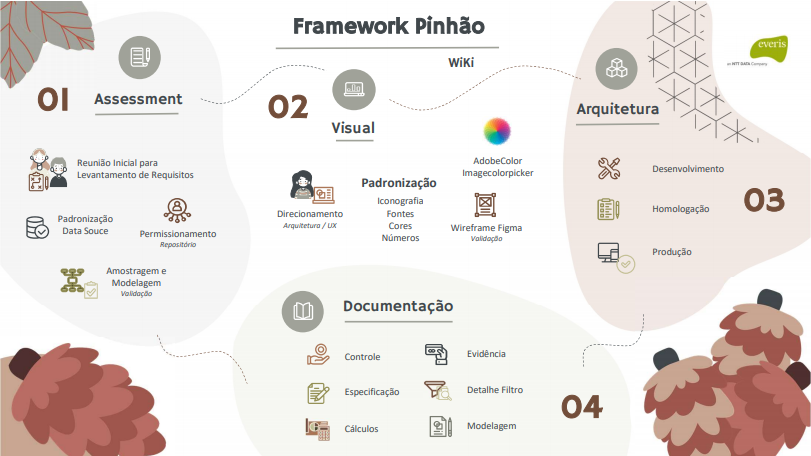 Framework Pinhão
WiKi
everis
an NTT DATA Company
01
Assessment
Reunião Inicial para
Levantamento de Requisitos
Padronização
Data Souce
Permissionamento
Repositório
Amostragem e
Modelagem
Validação
02
Visual
AdobeColor
Imagecolorpicker
Direcionamento
Arquitetura / UX
Padronização
Iconografia
Fontes
Cores
Números
Wireframe Figma
Validação
Arquitetura
03
Desenvolvimento
Homologação
Produção
Documentação
04
Controle
Especificação
Cálculos
Evidência
Detalhe Filtro
Modelagem